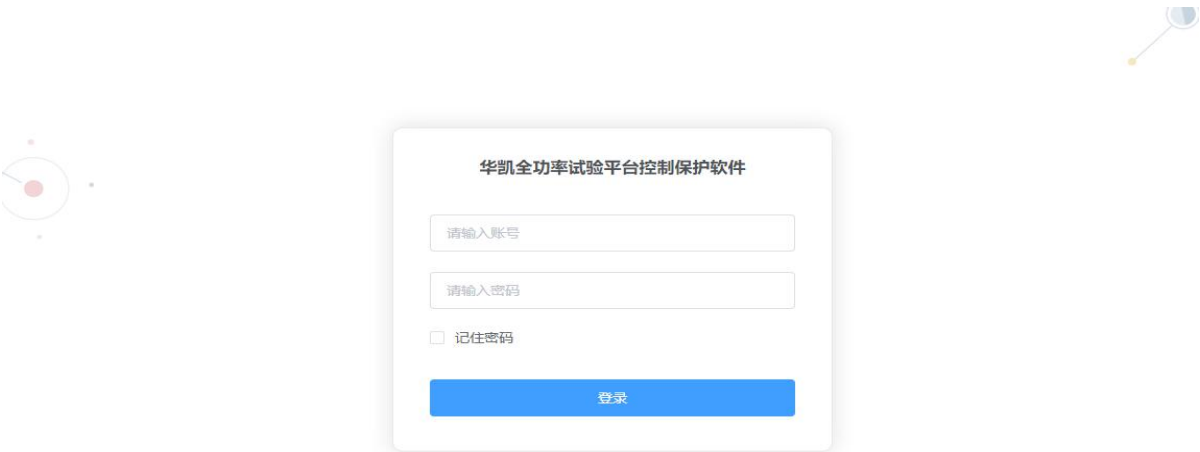 华凯全功率试验平台控制保护软件
请输入账号
请输入密码
记住密码
登录